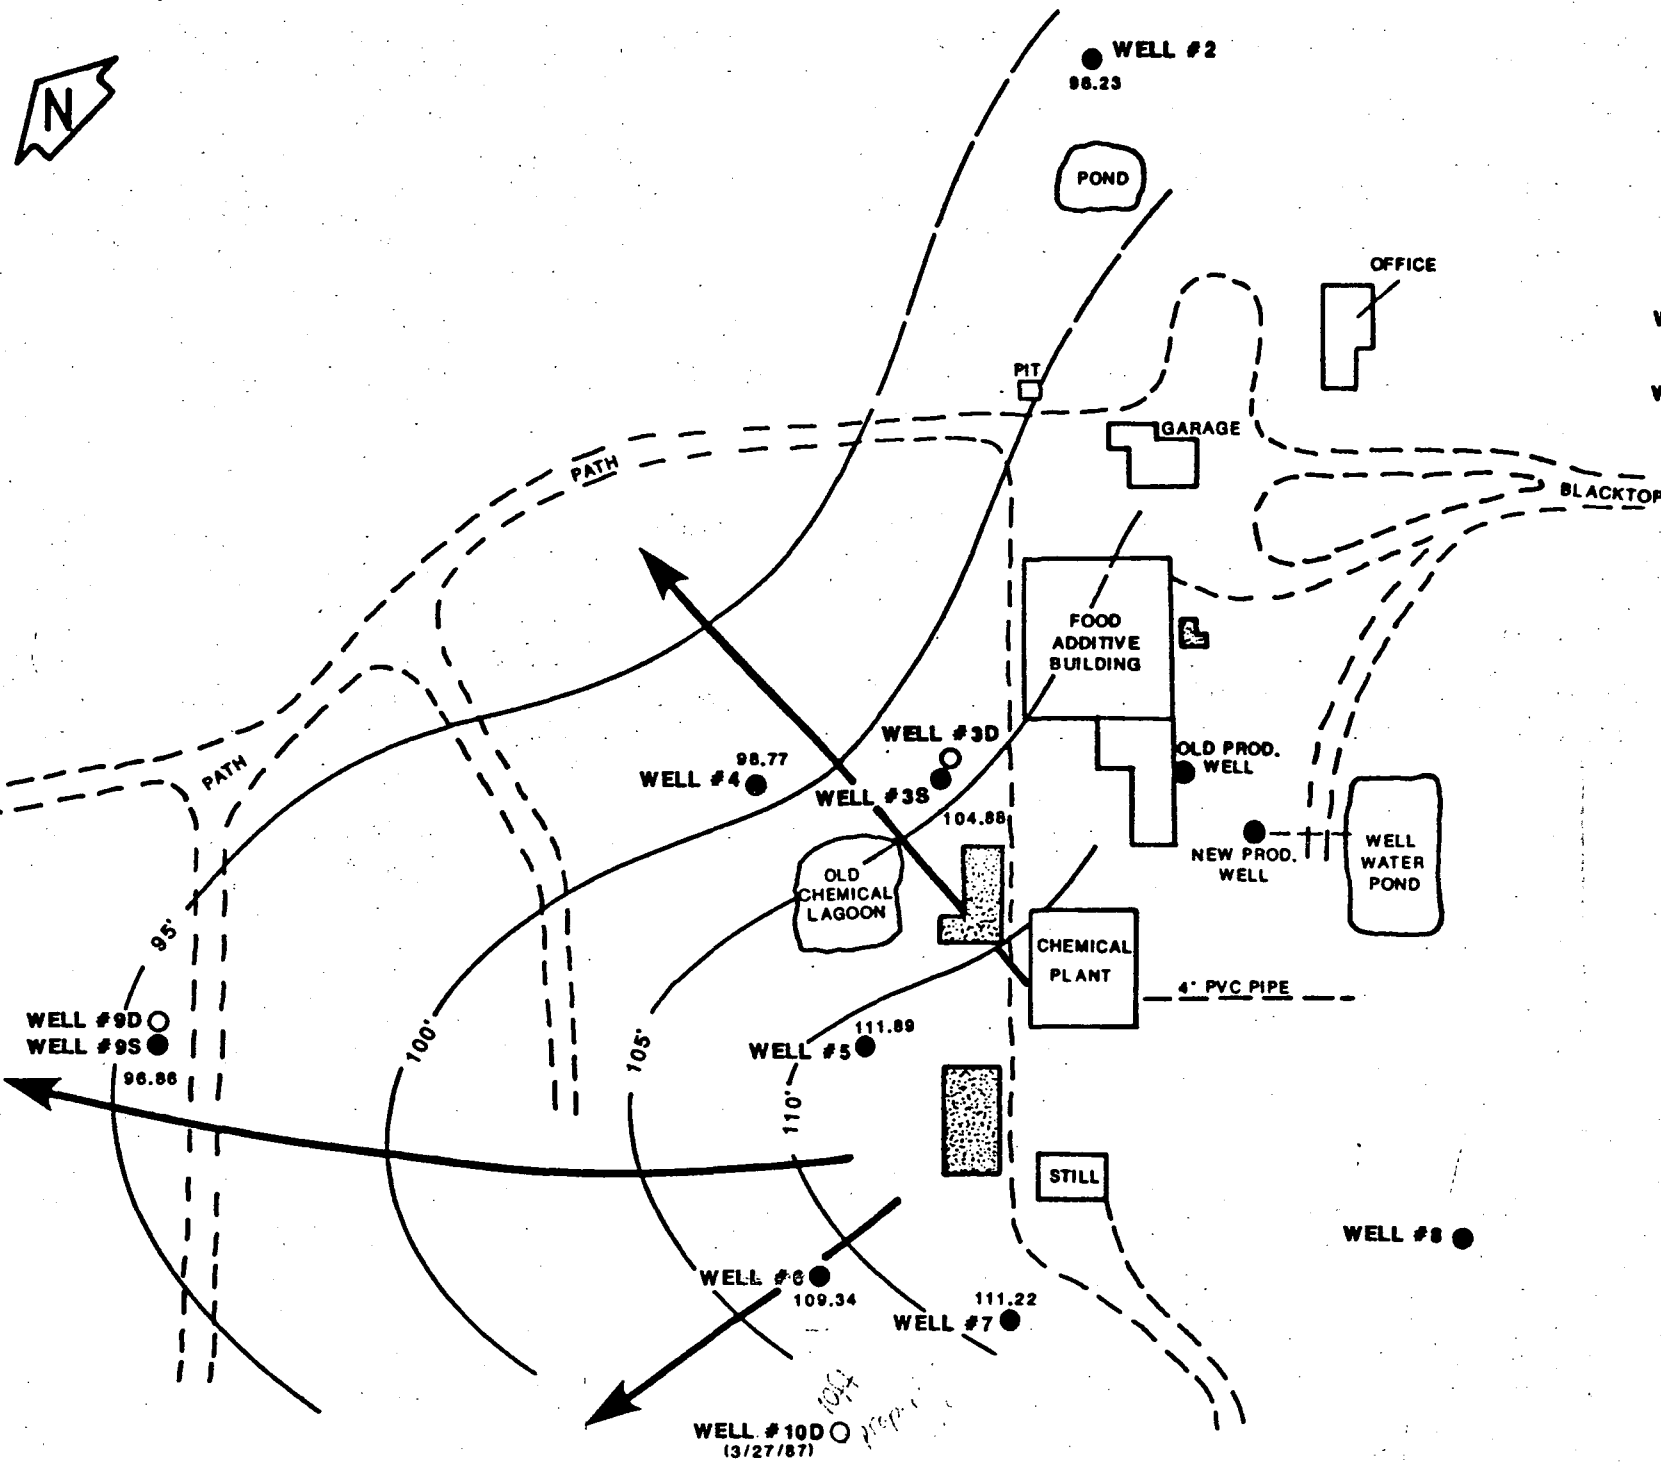 WELL #2
98.23
N
POND
OFFICE
PIT
GARAGE
PATH
BLACKTOP
FOOD
ADDITIVE
BUILDING
WELL #3D
98.77
WELL #4
OLD PROD.
WELL
PATH
WELL #3S
104.88
NEW PROD.
WELL
WELL
WATER
POND
OLD
CHEMICAL
LAGOON
95'
CHEMICAL
PLANT
4" PVC PIPE
WELL #9D
WELL #9S
96.86
100'
105'
111.89
WELL #5
110'
STILL
WELL #8
WELL #6
109.34
111.22
WELL #7
WELL #10D
(3/27/87)